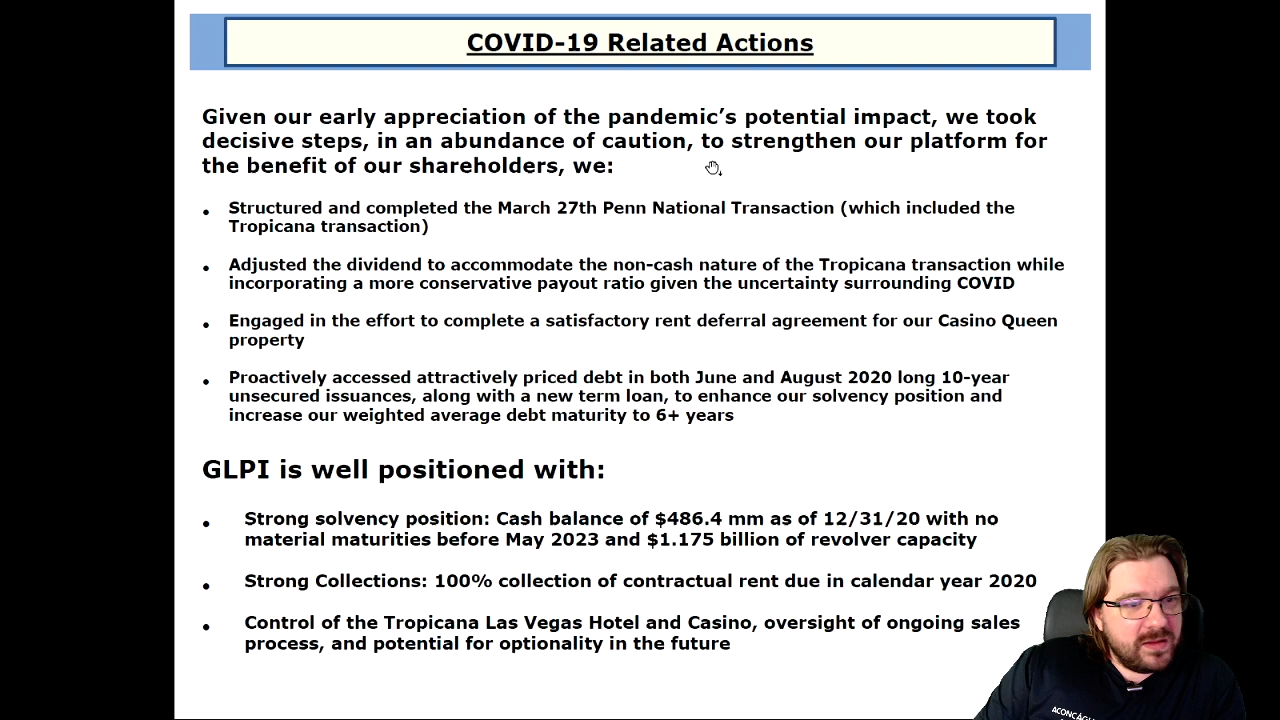 COVID-19 Related Actions
Given our early appreciation of the pandemic’s potential impact, we took
decisive steps, in an abundance of caution, to strengthen our platform for
the benefit of our shareholders, we:
• Structured and completed the March 27th Penn National Transaction (which included the
Tropicana transaction)
• Adjusted the dividend to accommodate the non-cash nature of the Tropicana transaction while
incorporating a more conservative payout ratio given the uncertainty surrounding COVID
• Engaged in the effort to complete a satisfactory rent deferral agreement for our Casino Queen
property
• Proactively accessed attractively priced debt in both June and August 2020 long 10-year
unsecured issuances, along with a new term loan, to enhance our solvency position and
increase our weighted average debt maturity to 6+ years
GLPI is well positioned with:
• Strong solvency position: Cash balance of $486.4 mm as of 12/31/20 with no
material maturities before May 2023 and $1.175 billion of revolver capacity
• Strong Collections: 100% collection of contractual rent due in calendar year 2020
• Control of the Tropicana Las Vegas Hotel and Casino, oversight of ongoing sales
process, and potential for optionality in the future